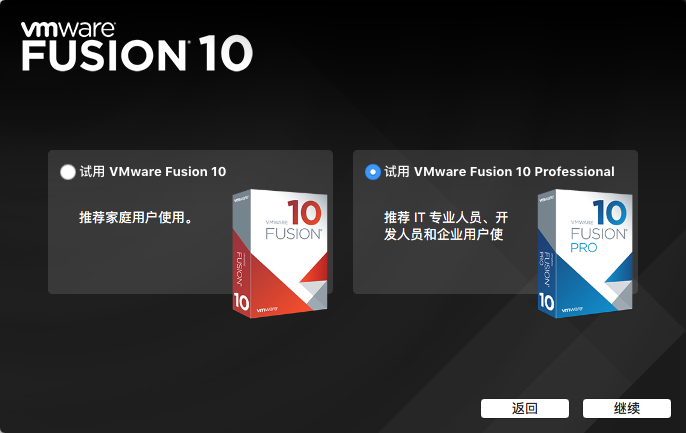 vmware
FUSION 10
试用 VMware Fusion 10
推荐家庭用户使用。
VMWARE
10
FUSION
FUSION
10
vmware
试用 VMware Fusion 10 Professional
推荐 IT 专业人员、开
发人员和企业用户使
VMWARE
10
FUSION
PRO
FUSION
PRO
10
vmware
返回
继续